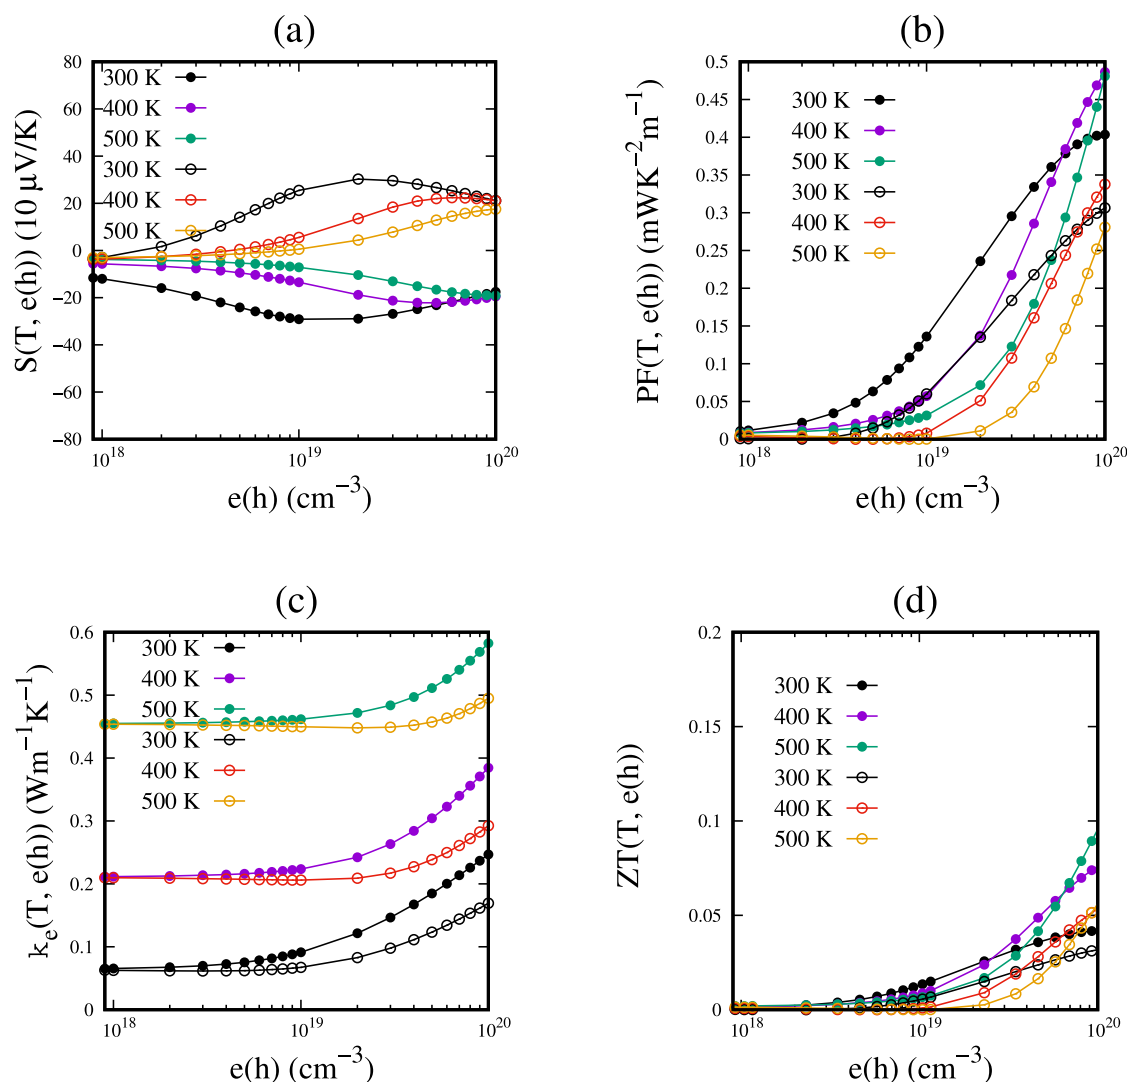 (a)
S(T, e(h)) (10 μV/K)
80
60
40
20
0
−20
−40
−60
−80
300 K
400 K
500 K
300 K
400 K
500 K
10^18
10^19
10^20
e(h) (cm^−3)
(b)
PF(T, e(h)) (mWK^−2m^−1)
0.5
0.45
0.4
0.35
0.3
0.25
0.2
0.15
0.1
0.05
0
300 K
400 K
500 K
300 K
400 K
500 K
10^18
10^19
10^20
e(h) (cm^−3)
(c)
k_e(T, e(h)) (Wm^−1K^−1)
0.6
0.5
0.4
0.3
0.2
0.1
0
300 K
400 K
500 K
300 K
400 K
500 K
10^18
10^19
10^20
e(h) (cm^−3)
(d)
ZT(T, e(h))
0.2
0.15
0.1
0.05
0
300 K
400 K
500 K
300 K
400 K
500 K
10^18
10^19
10^20
e(h) (cm^−3)